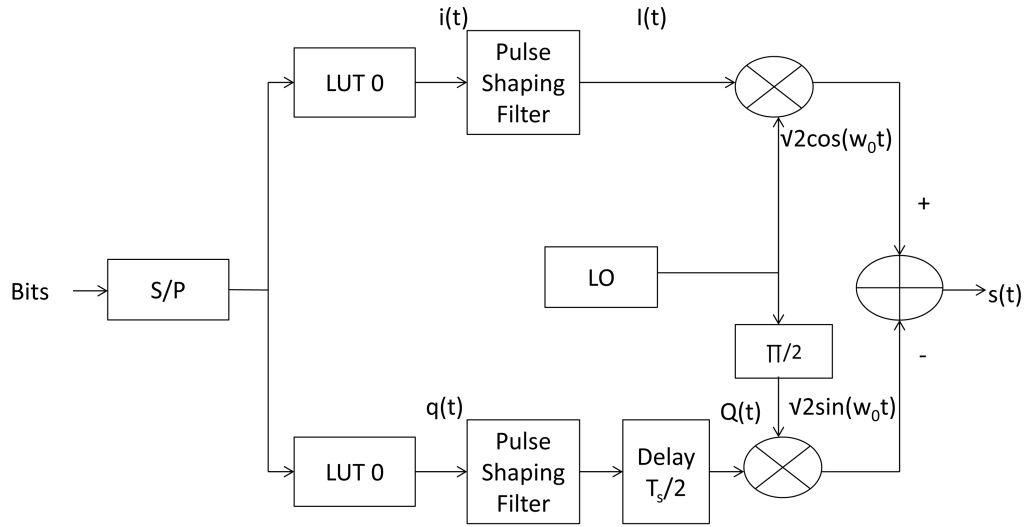 i(t)
I(t)
LUT 0
Pulse
Shaping
Filter
√2cos(w₀t)
+
Bits
S/P
LO
s(t)
∏/2
-
q(t)
Q(t)
√2sin(w₀t)
LUT 0
Pulse
Shaping
Filter
Delay
Tₛ/2